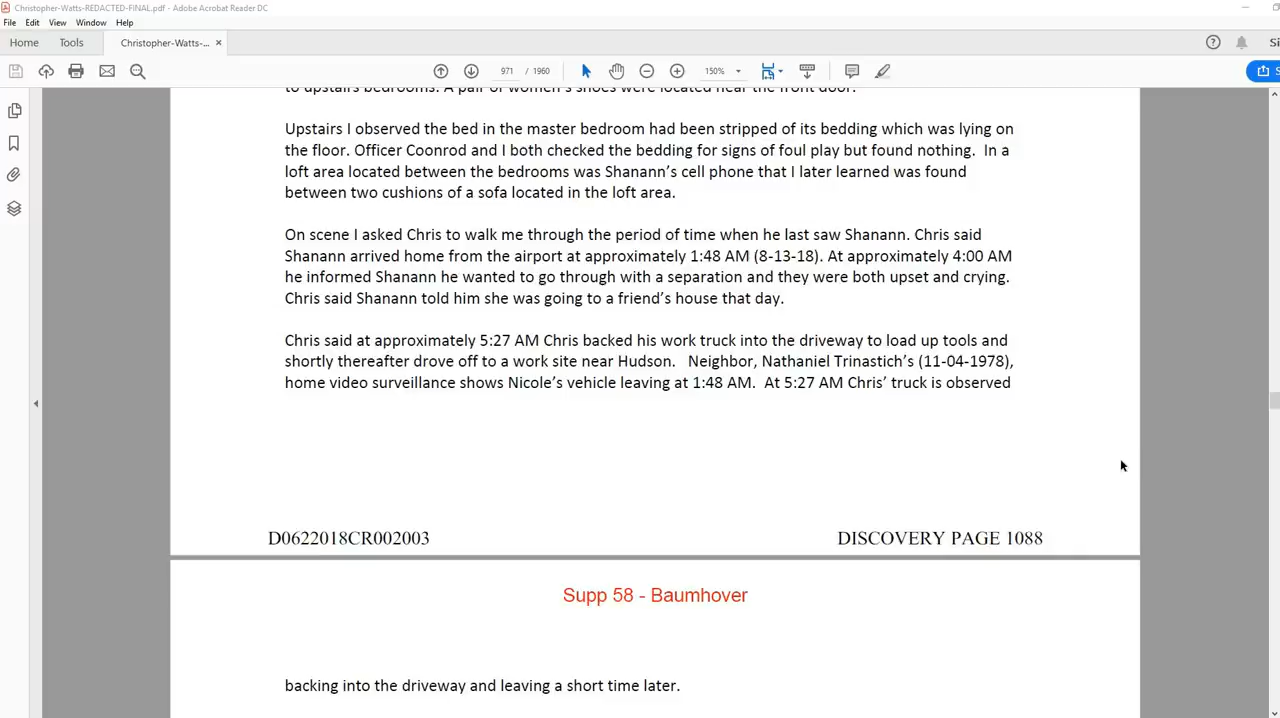 Christopher-Watts-REDACTED-FINAL.pdf - Adobe Acrobat Reader DC
File Edit View Window Help
Home Tools Christopher-Watts-... ×
971 / 1960 150%
to upstairs bedrooms. A pair of women's shoes were located near the front door.
Upstairs I observed the bed in the master bedroom had been stripped of its bedding which was lying on
the floor. Officer Coonrod and I both checked the bedding for signs of foul play but found nothing. In a
loft area located between the bedrooms was Shanann's cell phone that I later learned was found
between two cushions of a sofa located in the loft area.
On scene I asked Chris to walk me through the period of time when he last saw Shanann. Chris said
Shanann arrived home from the airport at approximately 1:48 AM (8-13-18). At approximately 4:00 AM
he informed Shanann he wanted to go through with a separation and they were both upset and crying.
Chris said Shanann told him she was going to a friend's house that day.
Chris said at approximately 5:27 AM Chris backed his work truck into the driveway to load up tools and
shortly thereafter drove off to a work site near Hudson. Neighbor, Nathaniel Trinastich's (11-04-1978),
home video surveillance shows Nicole's vehicle leaving at 1:48 AM. At 5:27 AM Chris' truck is observed
D0622018CR002003 DISCOVERY PAGE 1088
Supp 58 - Baumhover
backing into the driveway and leaving a short time later.